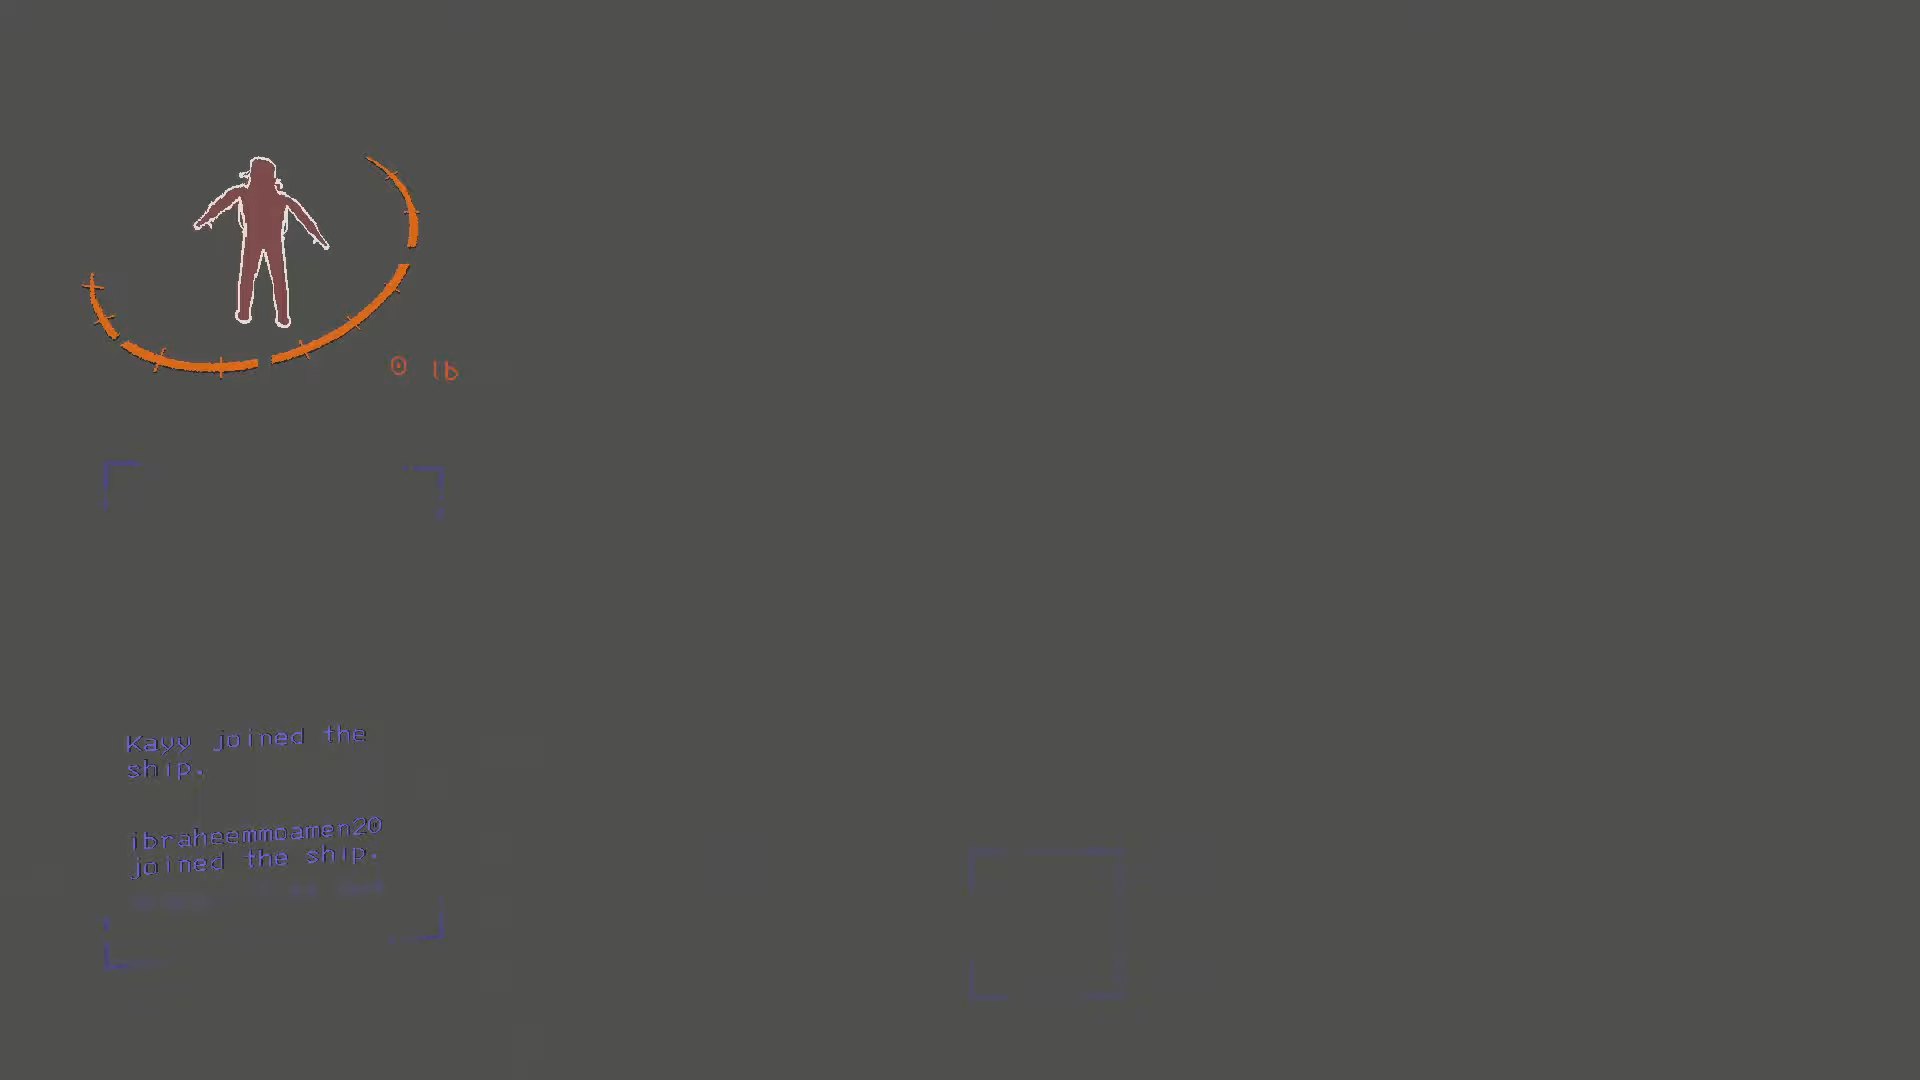 0 lb
Kayy joined the
ship.
ibraheemmoamen20
joined the ship.